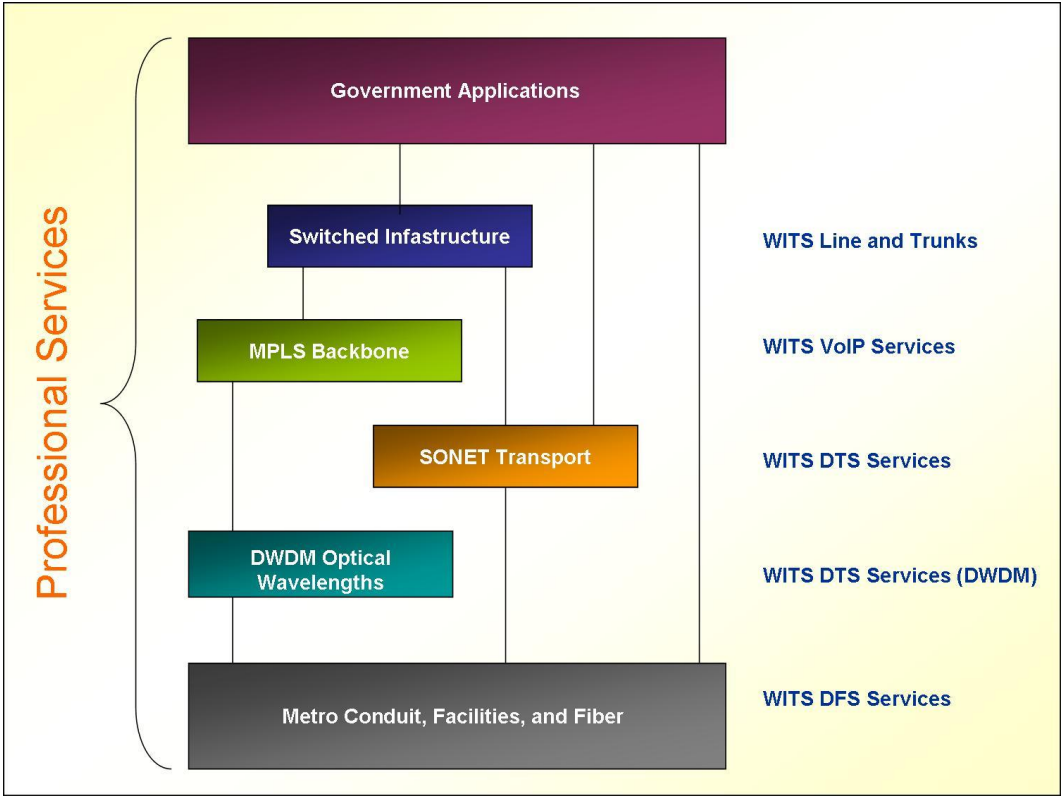 Professional Services
Government Applications
Switched Infastructure
WITS Line and Trunks
MPLS Backbone
WITS VoIP Services
SONET Transport
WITS DTS Services
DWDM Optical
Wavelengths
WITS DTS Services (DWDM)
Metro Conduit, Facilities, and Fiber
WITS DFS Services